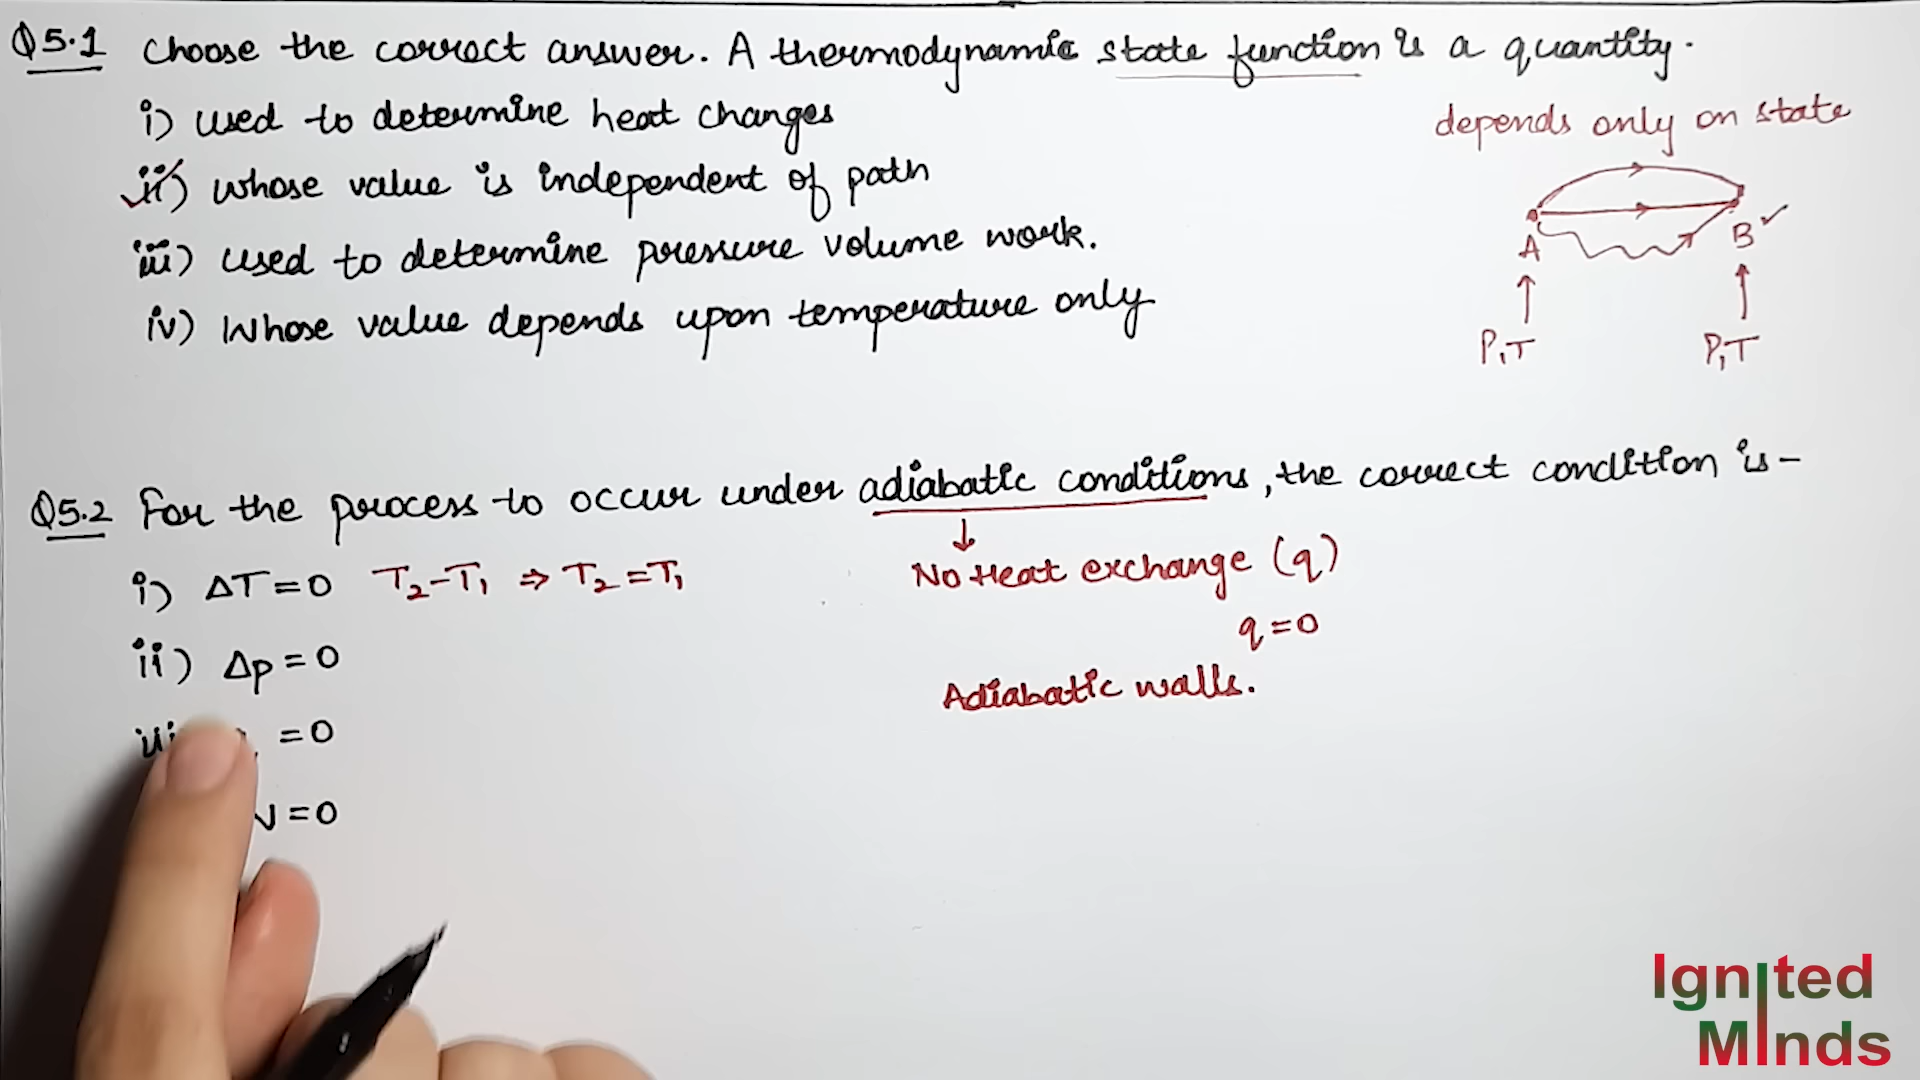 Q5.1 Choose the correct answer. A thermodynamic state function is a quantity.
i) used to determine heat changes
depends only on state
ii) whose value is independent of path
A
B
iii) used to determine pressure volume work.
iv) Whose value depends upon temperature only
P,T
P,T
Q5.2 For the process to occur under adiabatic conditions, the correct condition is -
No Heat exchange (q)
i) ΔT=0 T₂-T₁ ⇒ T₂=T₁
q=0
ii) Δp=0
Adiabatic walls.
=0
=0
Ignited
Minds